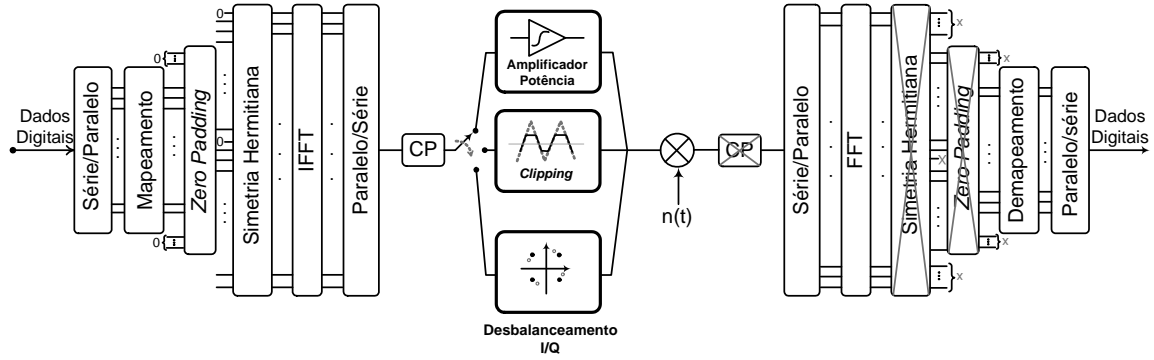 Dados
Digitais
Série/Paralelo
Mapeamento
0
0
Zero Padding
0
0
Simetria Hermitiana
IFFT
Paralelo/Série
CP
Amplificador
Potência
Clipping
Desbalanceamento
I/Q
n(t)
CP
Série/Paralelo
FFT
Simetria Hermitiana
x
x
x
Zero Padding
x
x
Demapeamento
Paralelo/série
Dados
Digitais